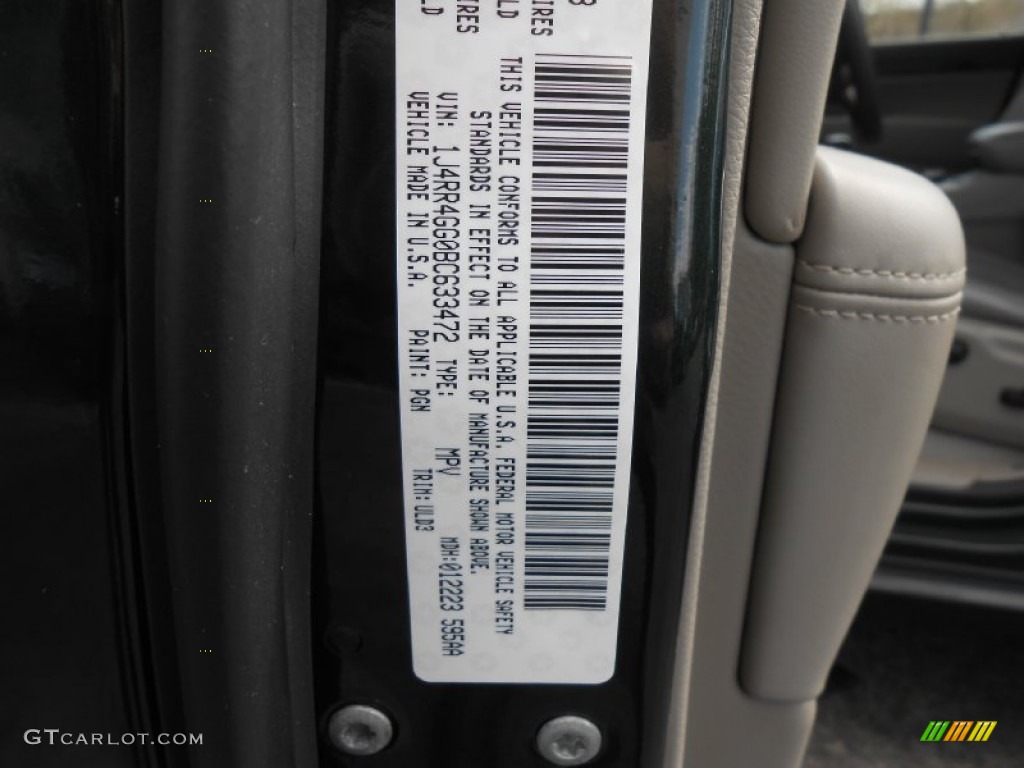 8
IRES
LD
IRES
LD
THIS VEHICLE CONFORMS TO ALL APPLICABLE U.S.A. FEDERAL MOTOR VEHICLE SAFETY
STANDARDS IN EFFECT ON THE DATE OF MANUFACTURE SHOWN ABOVE.
VIN: 1J4RR4GG0BC633472 TYPE: MPV MDH:012223 595AA
VEHICLE MADE IN U.S.A. PAINT: PGN TRIM:ULD3
GTCARLOT.COM